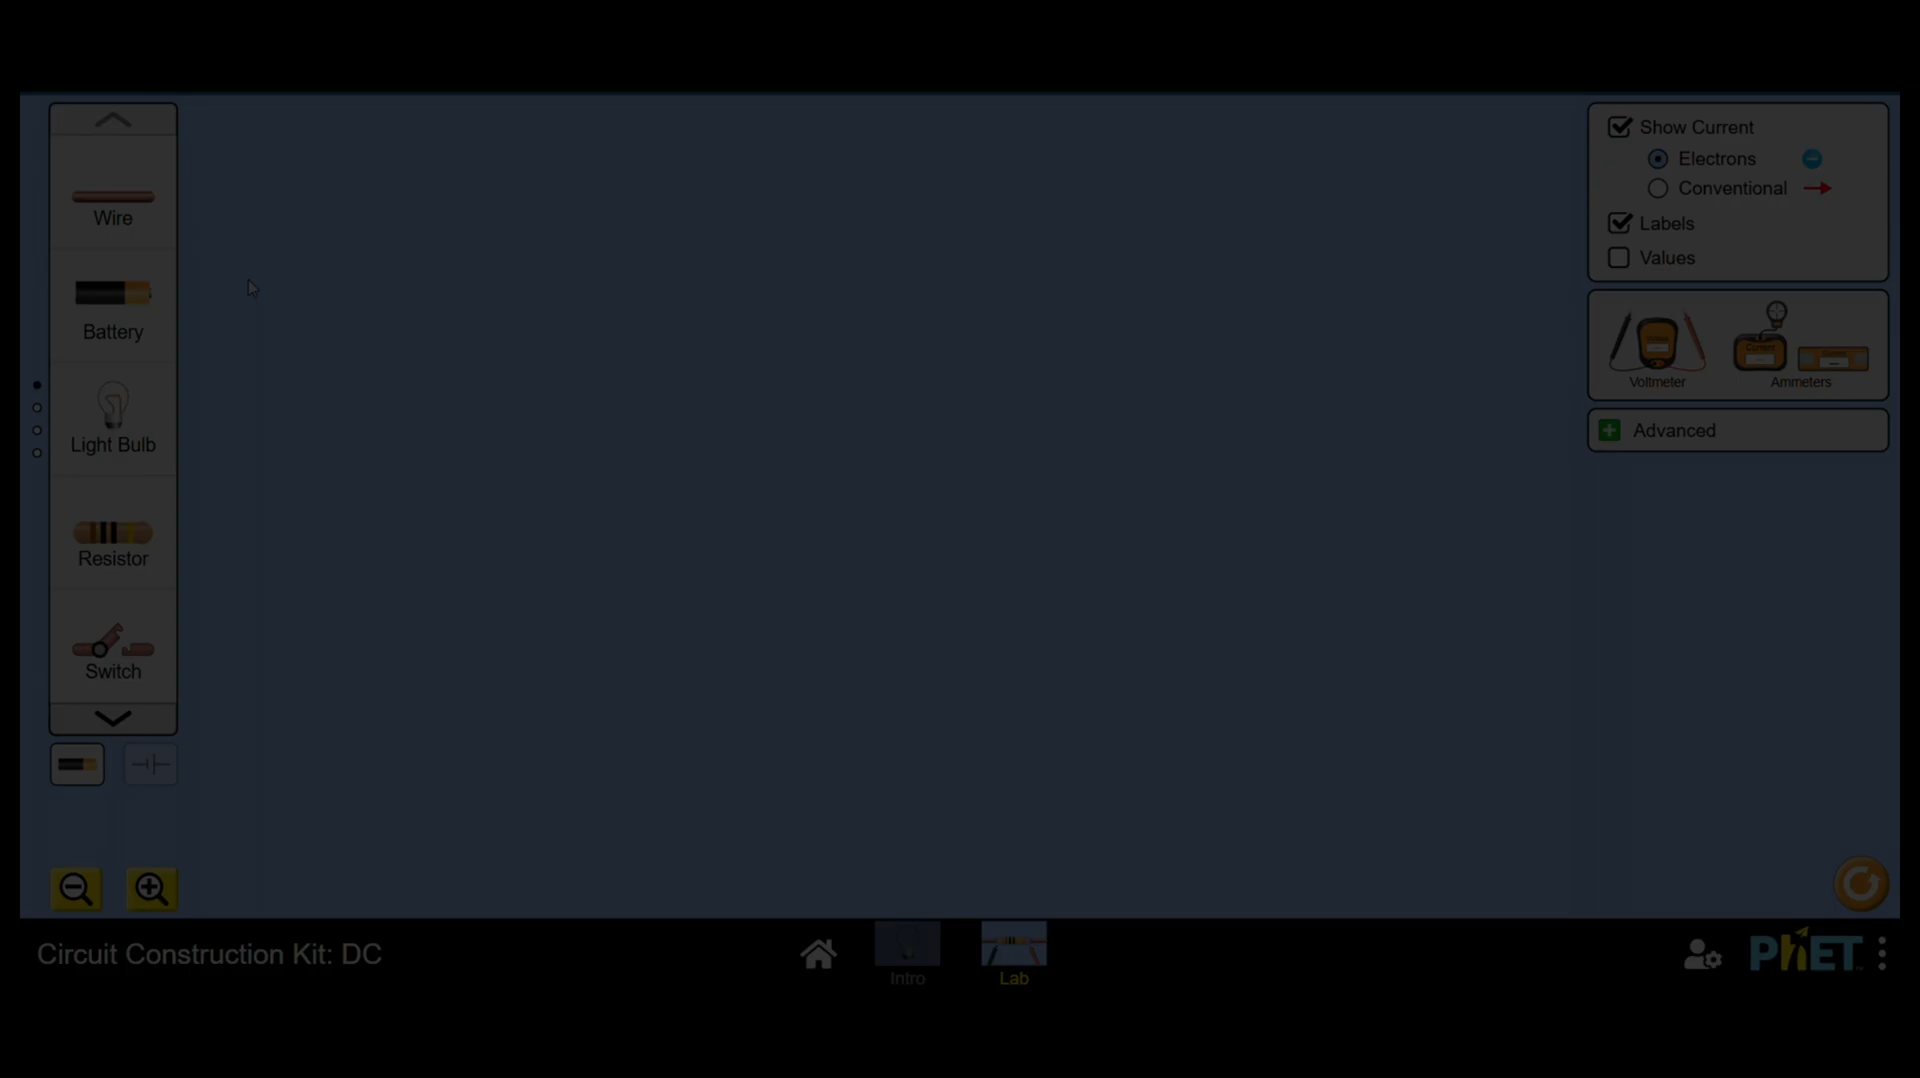 Wire
Battery
Light Bulb
Resistor
Switch
Show Current
Electrons
Conventional
Labels
Values
Voltmeter
Ammeters
Advanced
Circuit Construction Kit: DC
Intro
Lab
PhET